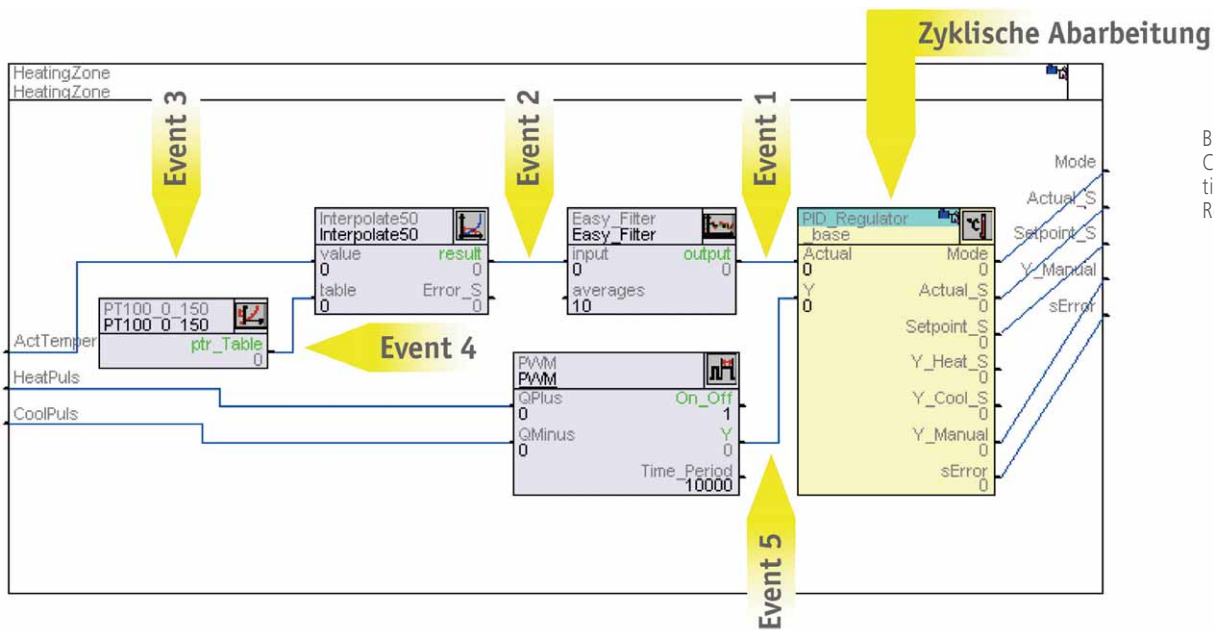 Zyklische Abarbeitung
HeatingZone
HeatingZone
Event 3
Event 2
Event 1
B
C
ti
R
Mode
Actual_S
Setpoint_S
Y_Manual
sError
Interpolate50
Interpolate50
value result
0 0
table Error_S
0 0
Easy_Filter
Easy_Filter
input output
0 0
averages
10
PID_Regulator
_base
Actual Mode
0 0
Y Actual_S
0 0
Setpoint_S
0
Y_Heat_S
0
Y_Cool_S
0
Y_Manual
0
sError
0
PT100_0_150
PT100_0_150
ptr_Table
0
Event 4
ActTemper
HeatPuls
CoolPuls
PWM
PWM
QPlus On_Off
0 1
QMinus Y
0 0
Time_Period
10000
Event 5